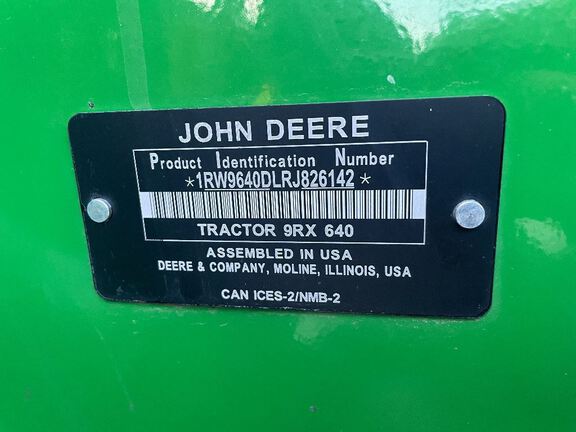 JOHN DEERE
Product Identification Number
*1RW9640DLRJ826142*
TRACTOR 9RX 640
ASSEMBLED IN USA
DEERE & COMPANY, MOLINE, ILLINOIS, USA
CAN ICES-2/NMB-2